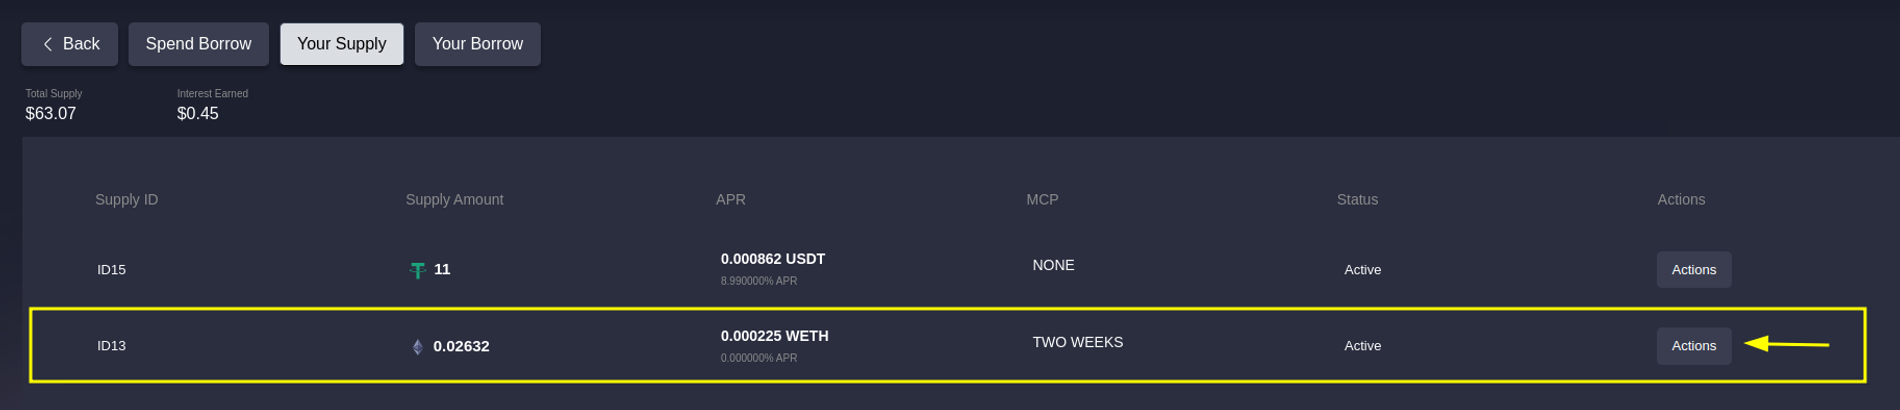 Back Spend Borrow Your Supply Your Borrow
Total Supply Interest Earned
$63.07 $0.45
Supply ID Supply Amount APR MCP Status Actions
ID15 11 0.000862 USDT NONE Active Actions
8.990000% APR
ID13 0.02632 0.000225 WETH TWO WEEKS Active Actions
0.000000% APR